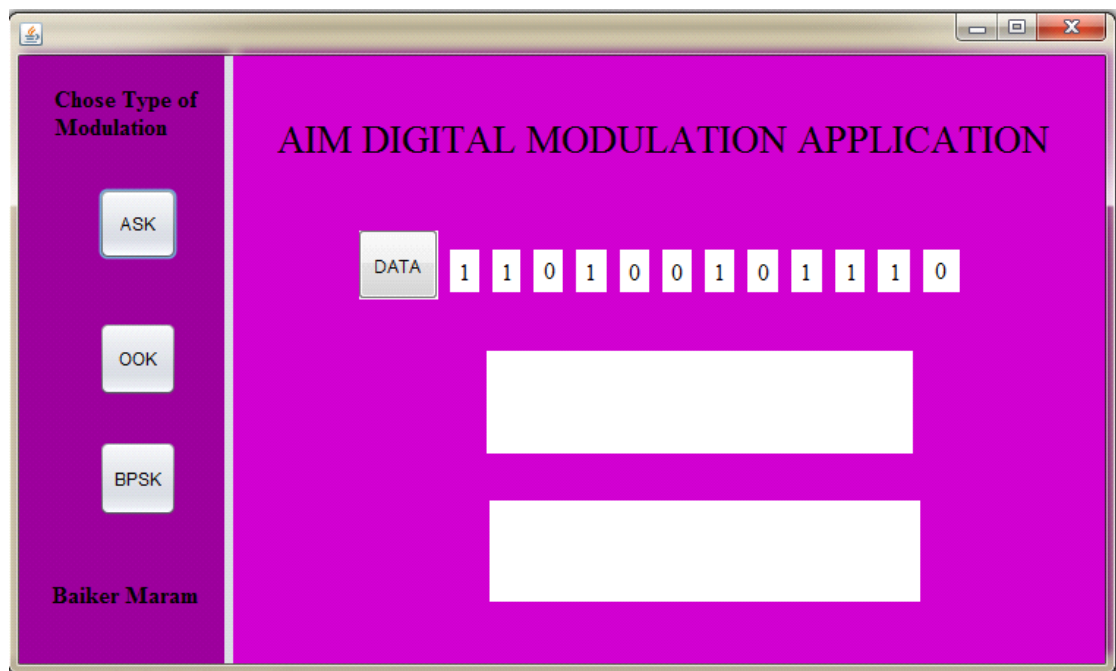 Chose Type of
Modulation
AIM DIGITAL MODULATION APPLICATION
ASK
DATA 1 1 0 1 0 0 1 0 1 1 1 0
OOK
BPSK
Baiker Maram